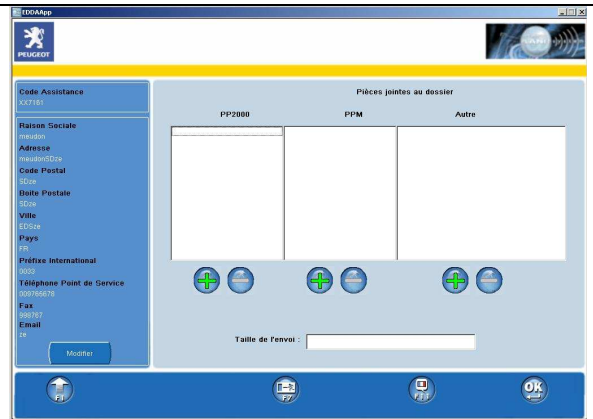 EDDAApp
PEUGEOT
Code Assistance
XX7161
Raison Sociale
meudon
Adresse
meudonSDze
Code Postal
SDze
Boite Postale
SDze
Ville
EDSze
Pays
FR
Préfixe International
0033
Téléphone Point de Service
009766678
Fax
998767
Email
ze
Modifier
Pièces jointes au dossier
PP2000 PPM Autre
Taille de l'envoi :
F1
F7
F11
OK